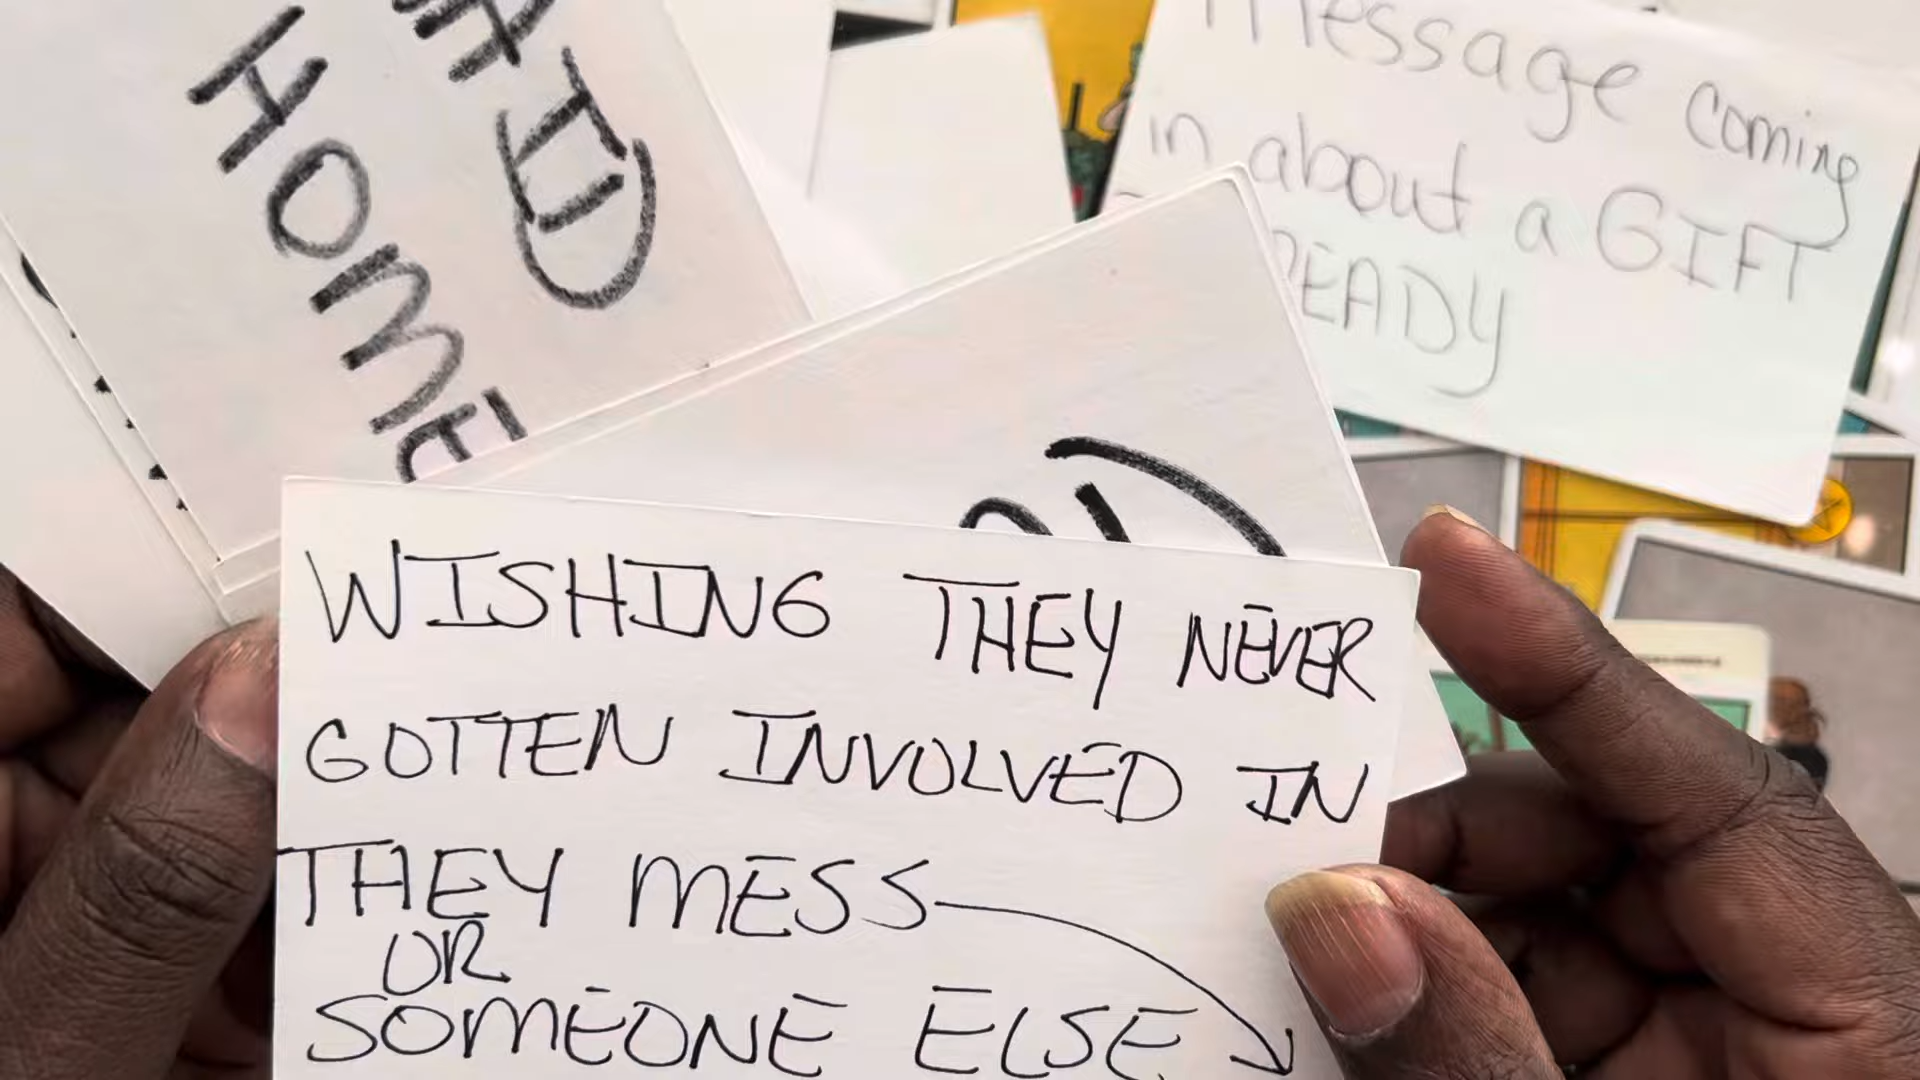 HOME
message coming
in about a GIFT
READY
WISHING THEY NEVER
GOTTEN INVOLVED IN
THEY MESS
OR
SOMEONE ELSE